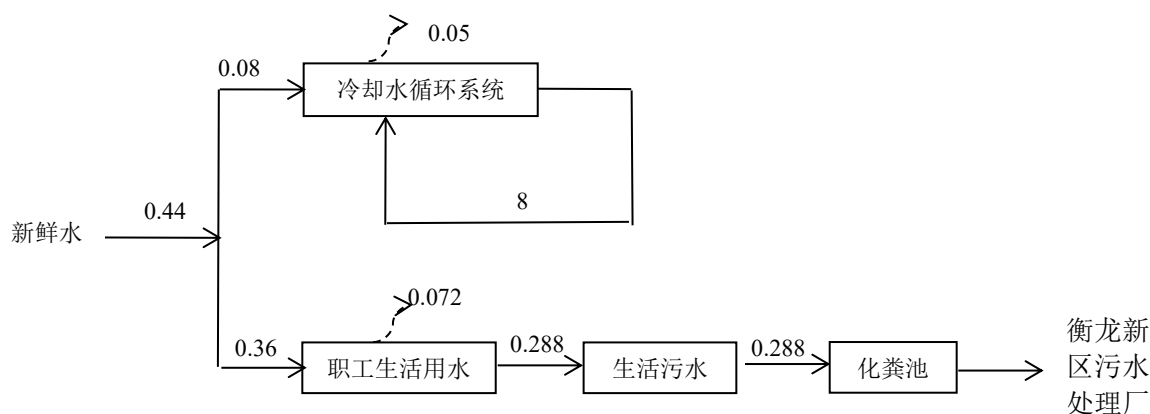 0.05
0.08
冷却水循环系统
8
0.44
新鲜水
0.072
0.36
职工生活用水
0.288
生活污水
0.288
化粪池
衡龙新
区污水
处理厂